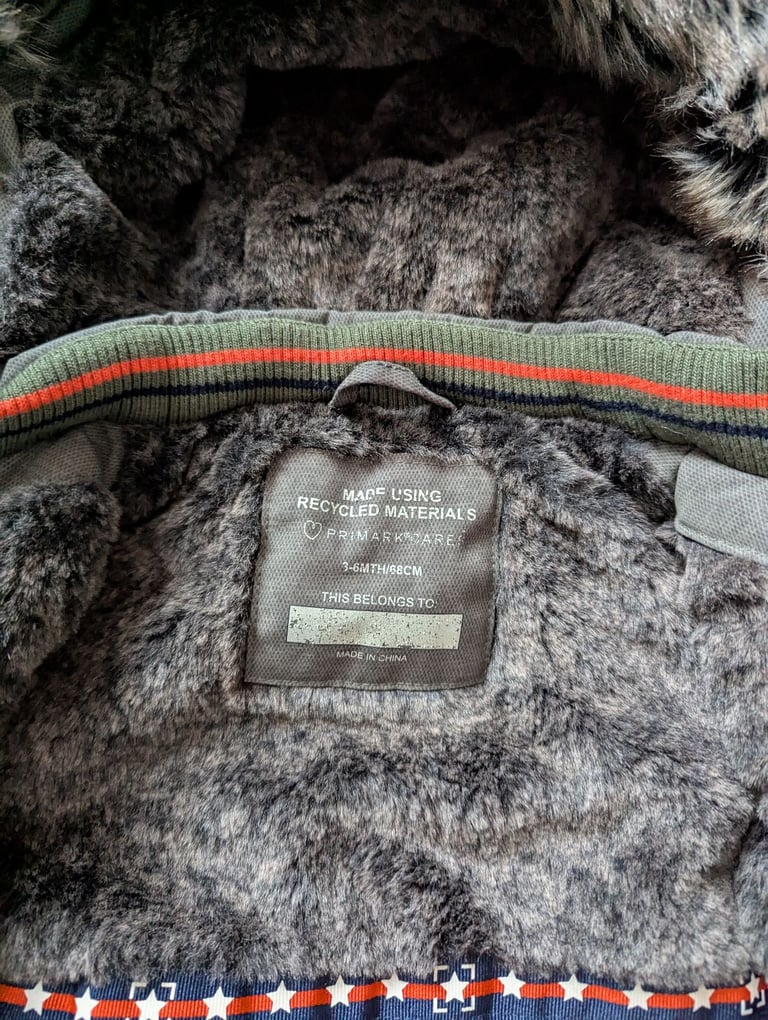 MADE USING
RECYCLED MATERIALS
PRIMARK CARES
3-6MTH/68CM
THIS BELONGS TO
MADE IN CHINA